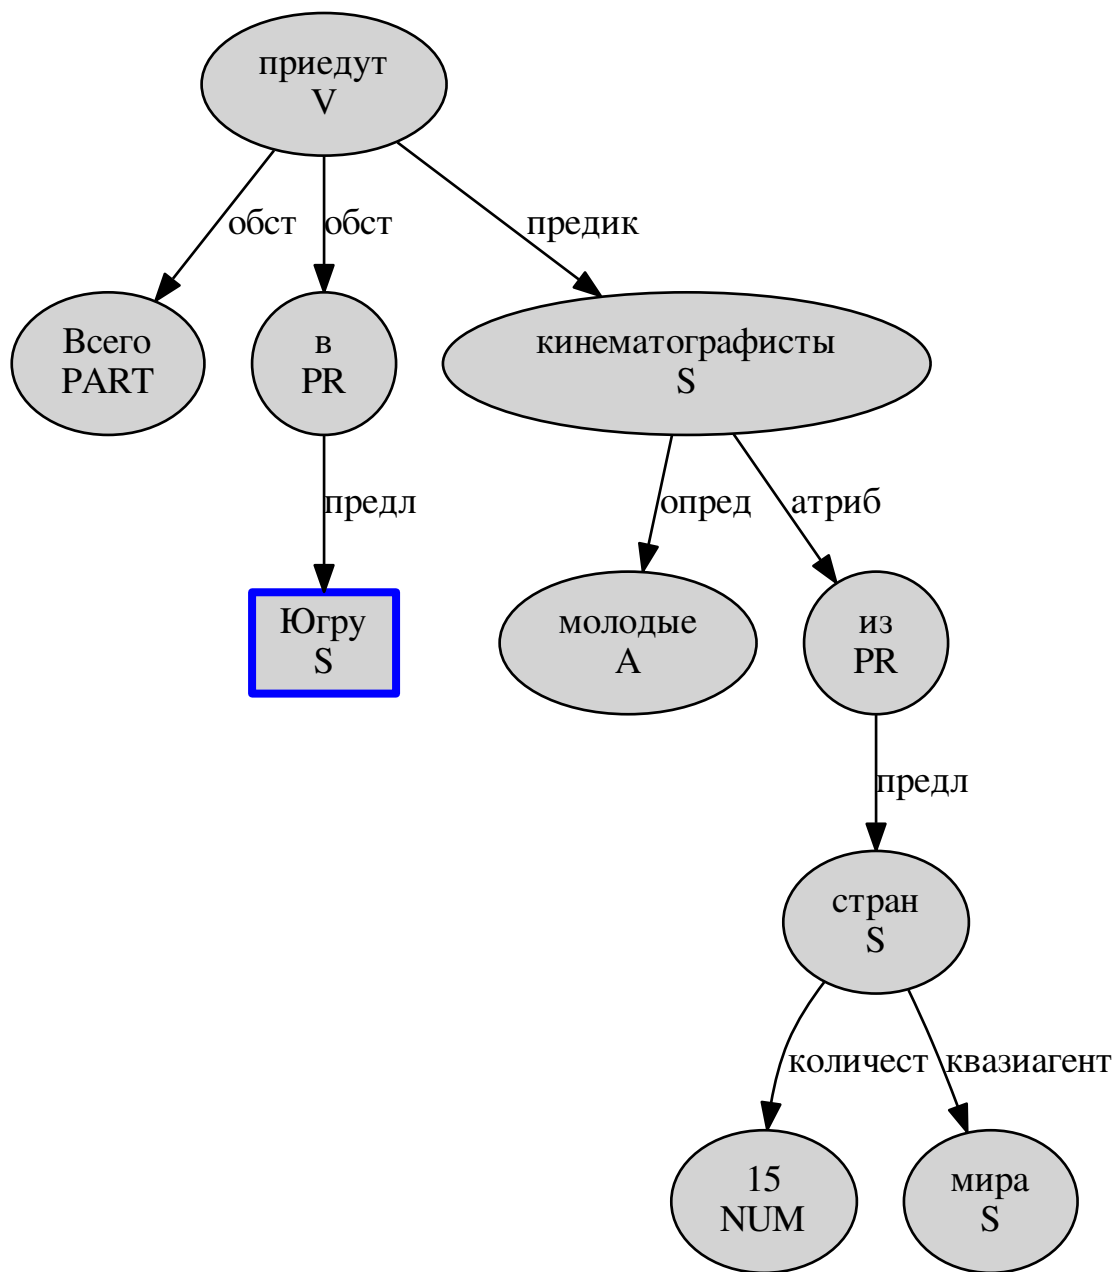 приедут
V
обст
обст
предик
Всего
PART
в
PR
кинематографисты
S
предл
опред
атриб
Югру
S
молодые
A
из
PR
предл
стран
S
количест
квазиагент
15
NUM
мира
S